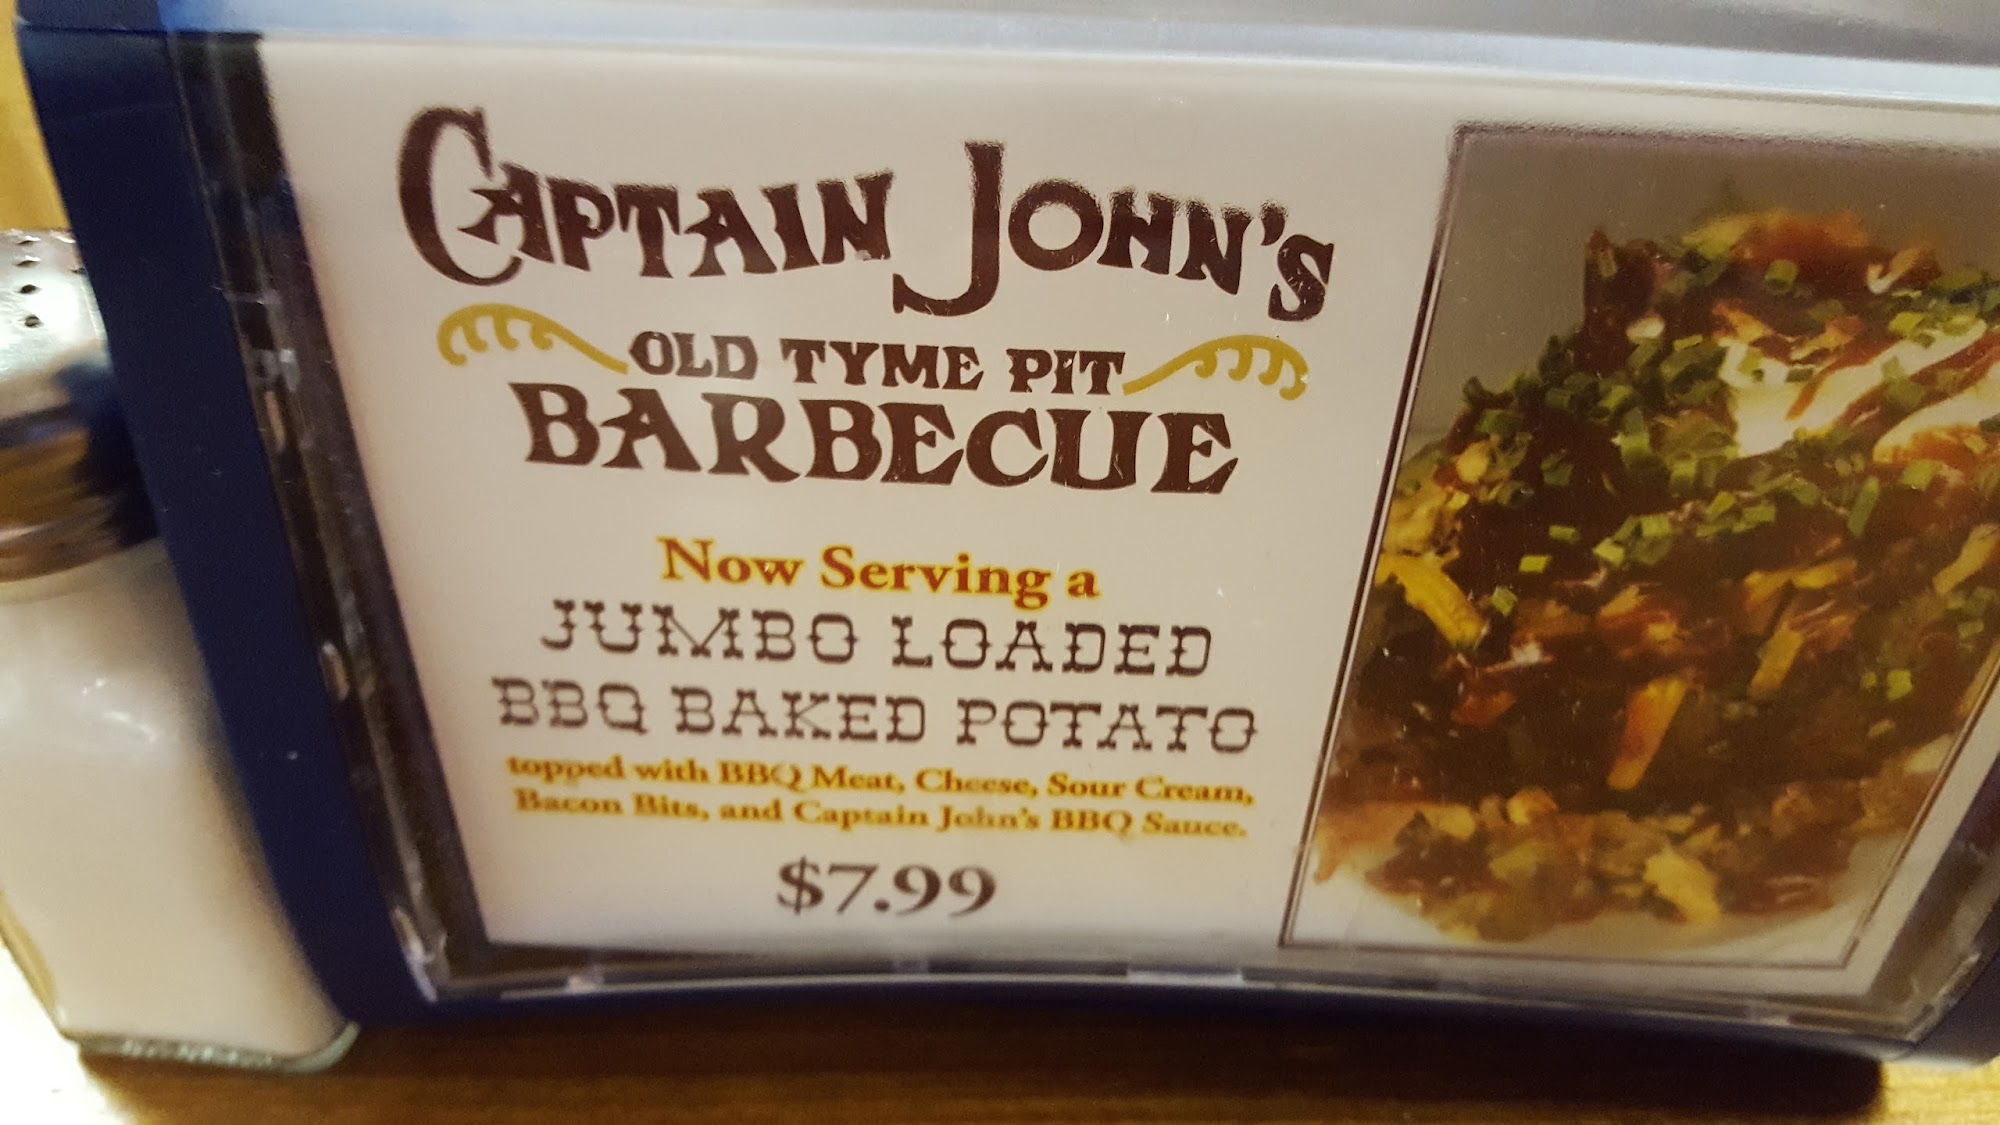 CAPTAIN JOHN'S
OLD TYME PIT
BARBECUE
Now Serving a
JUMBO LOADED
BBQ BAKED POTATO
topped with BBQ Meat, Cheese, Sour Cream,
Bacon Bits, and Captain John's BBQ Sauce.
$7.99